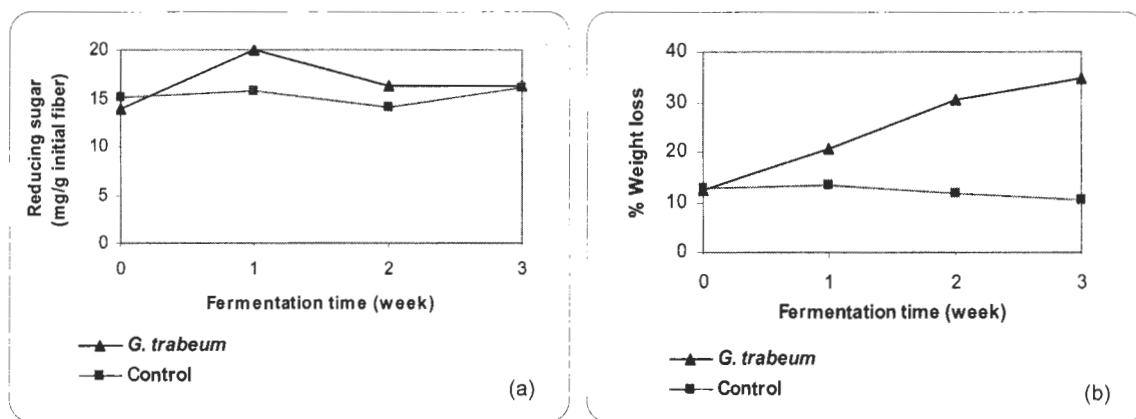 20
15
10
5
0
Reducing sugar
(mg/g initial fiber)
0 1 2 3
Fermentation time (week)
G. trabeum
Control
(a)
40
30
20
10
0
% Weight loss
0 1 2 3
Fermentation time (week)
G. trabeum
Control
(b)